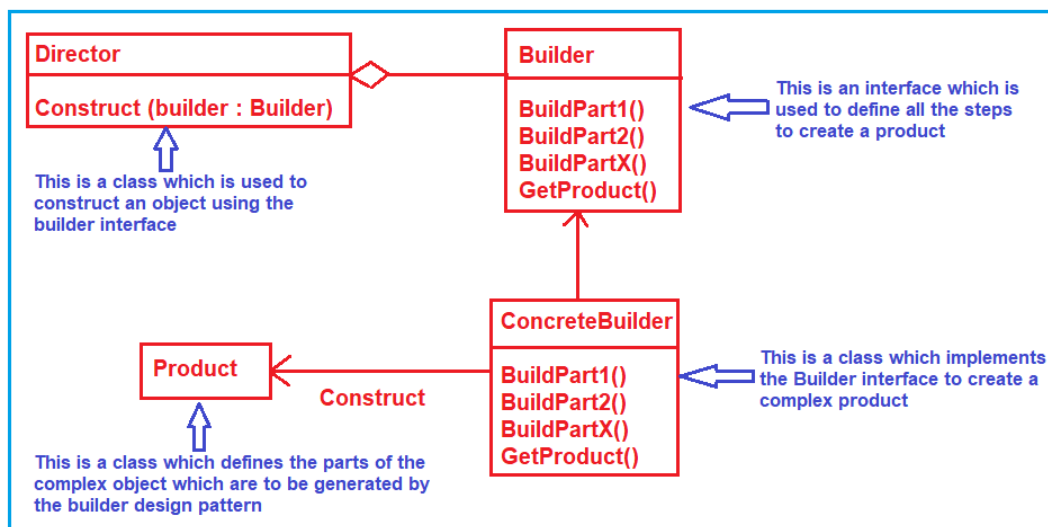 Director
Construct (builder : Builder)
This is a class which is used to
construct an object using the
builder interface
Builder
BuildPart1()
BuildPart2()
BuildPartX()
GetProduct()
This is an interface which is
used to define all the steps
to create a product
ConcreteBuilder
BuildPart1()
BuildPart2()
BuildPartX()
GetProduct()
This is a class which implements
the Builder interface to create a
complex product
Product
Construct
This is a class which defines the parts of the
complex object which are to be generated by
the builder design pattern